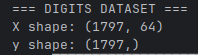 === DIGITS DATASET ===
X shape: (1797, 64)
y shape: (1797,)